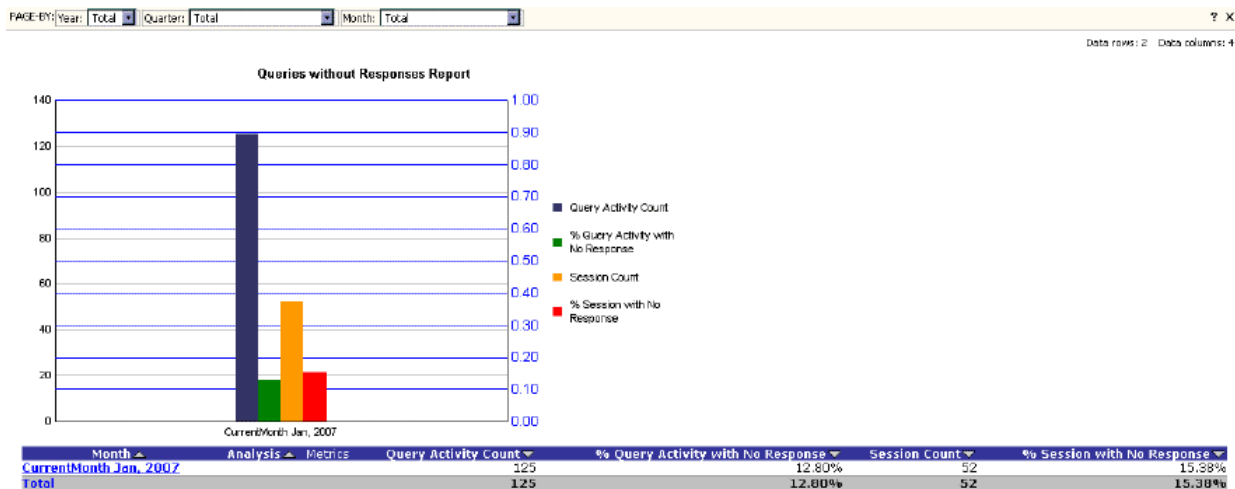 PAGE-BY: Year: Total Quarter: Total Month: Total ? X
Data rows: 2 Data columns: 4
Queries without Responses Report
140
120
100
80
60
40
20
0
1.00
0.90
0.80
0.70
0.60
0.50
0.40
0.30
0.20
0.10
0.00
Query Activity Count
% Query Activity with
No Response
Session Count
% Session with No
Response
CurrentMonth Jan, 2007
Month Analysis Metrics Query Activity Count % Query Activity with No Response Session Count % Session with No Response
CurrentMonth Jan, 2007 125 12.80% 52 15.38%
Total 125 12.80% 52 15.38%